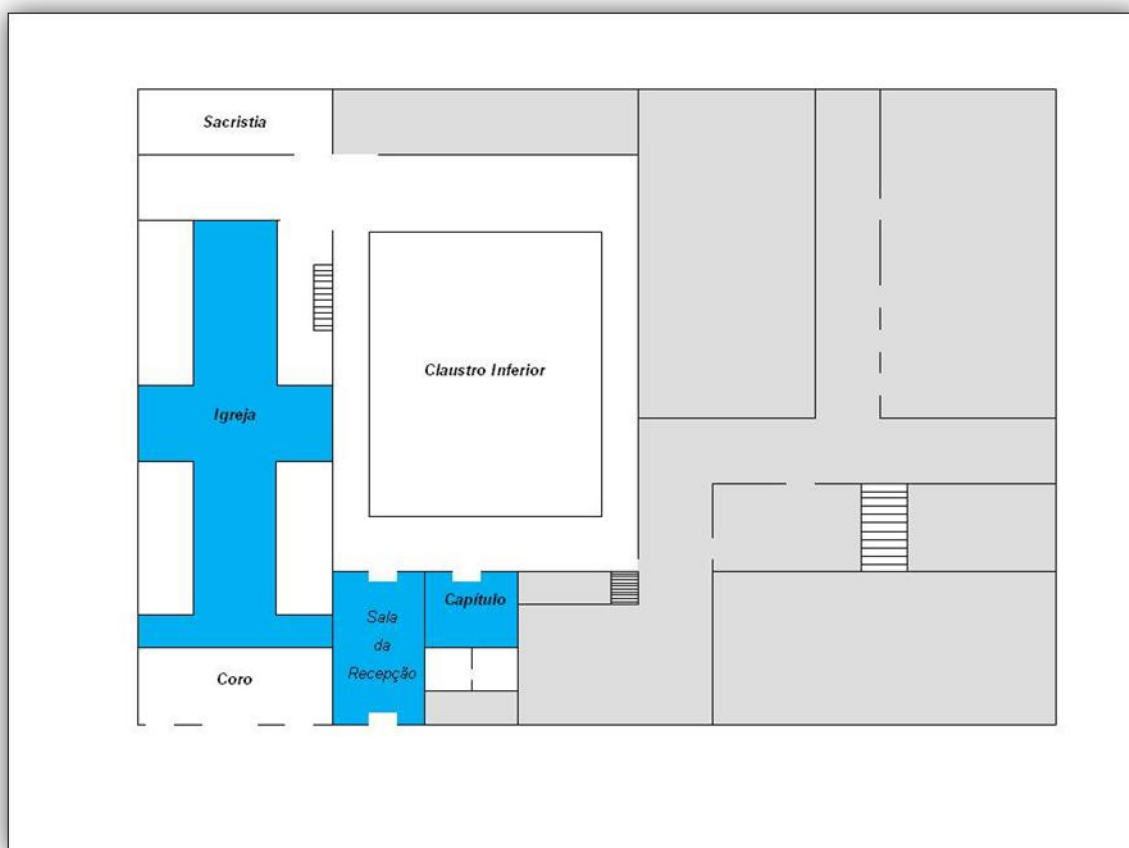 Sacristia
Claustro Inferior
Igreja
Capítulo
Sala
da
Recepção
Coro